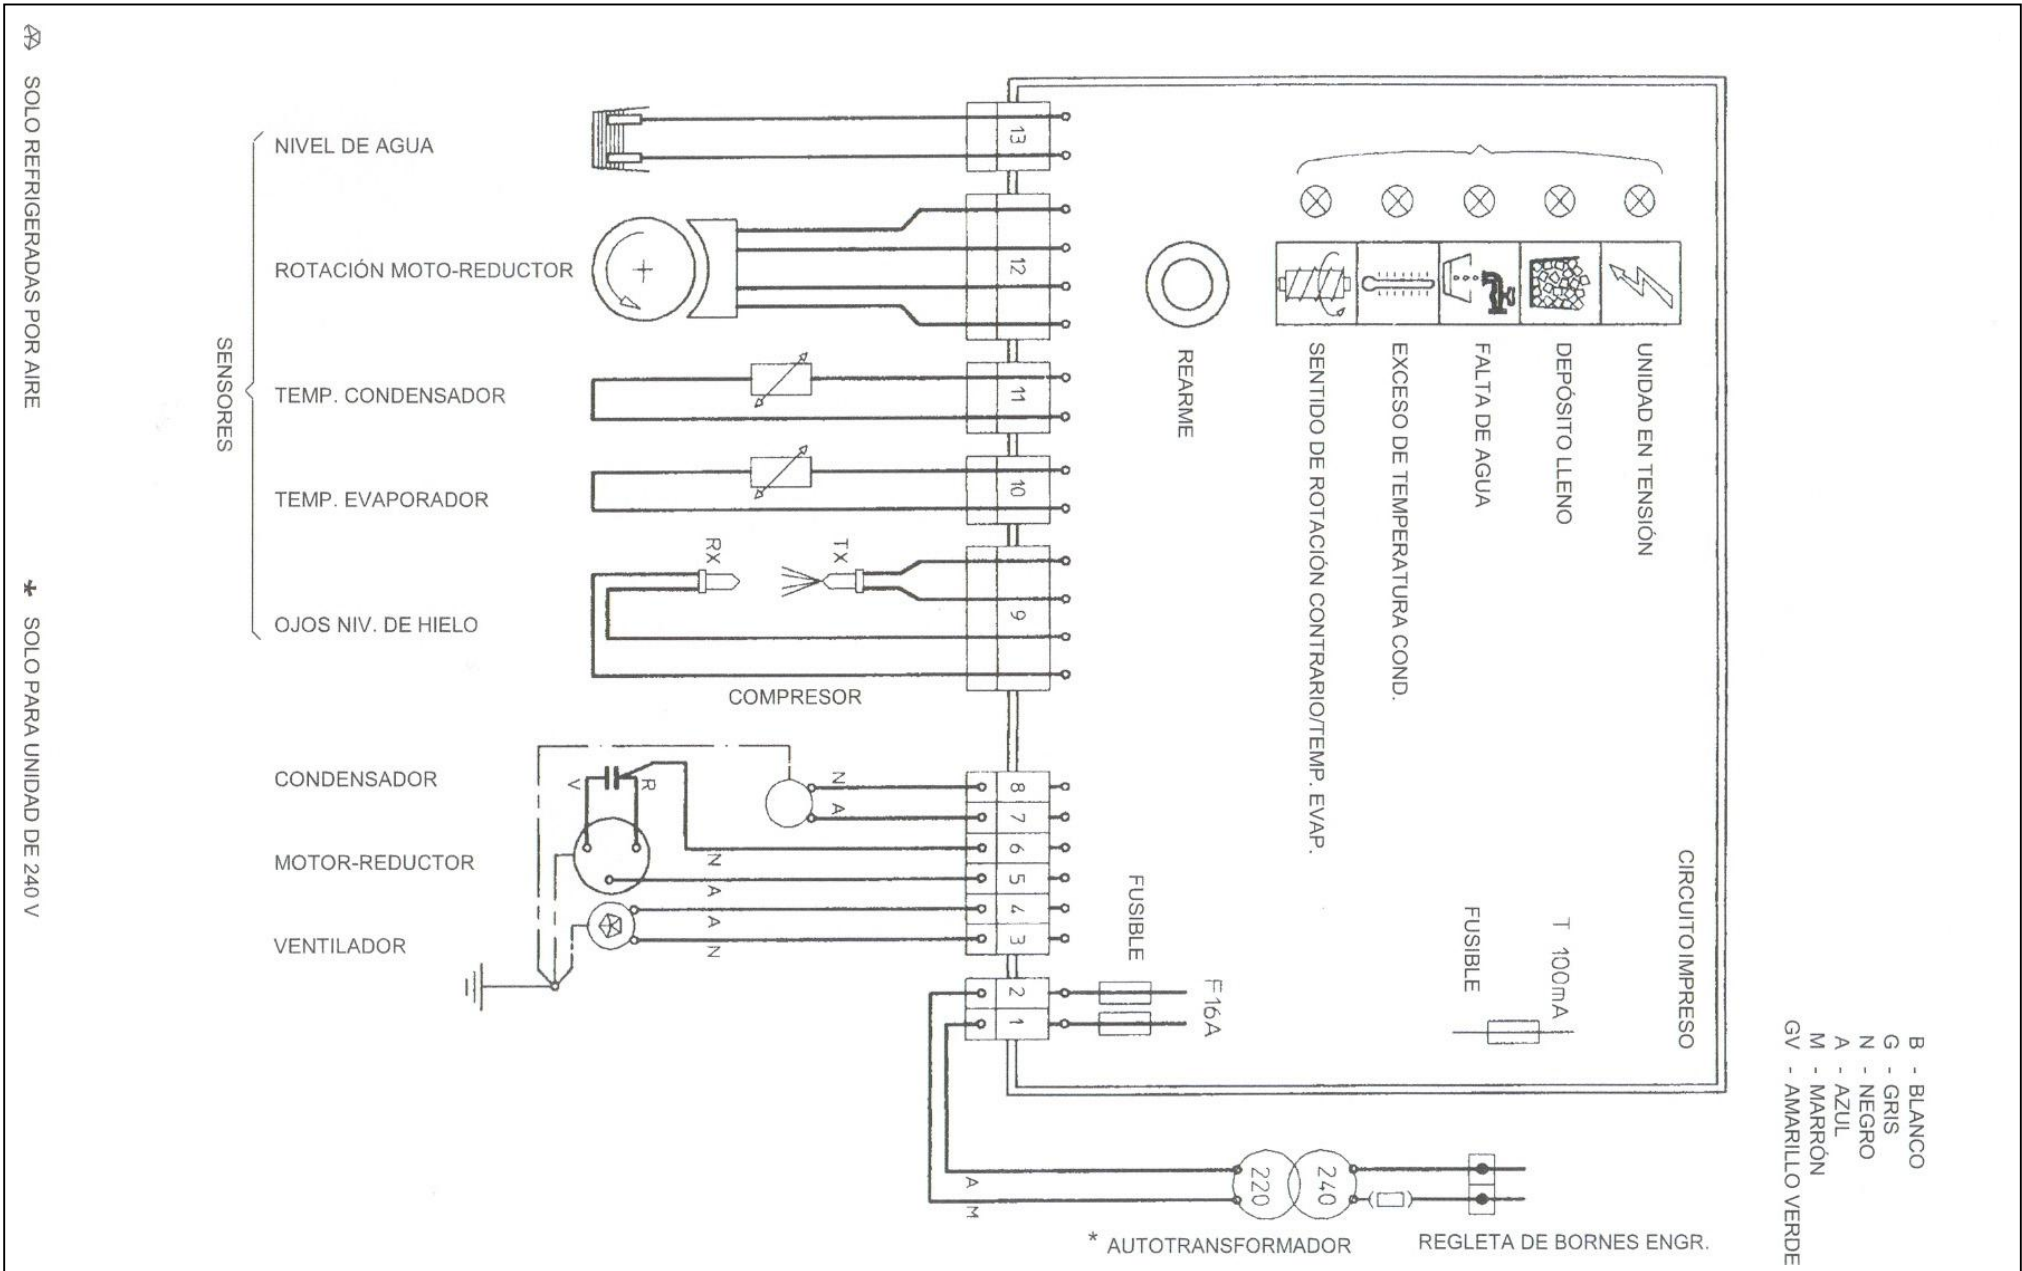 SOLO REFRIGERADAS POR AIRE
* SOLO PARA UNIDAD DE 240 V
SENSORES
NIVEL DE AGUA
ROTACIÓN MOTO-REDUCTOR
TEMP. CONDENSADOR
TEMP. EVAPORADOR
OJOS NIV. DE HIELO
RX
TX
COMPRESOR
CONDENSADOR
MOTOR-REDUCTOR
VENTILADOR
V
R
N
A
N
A
A
N
13
12
11
10
9
8
7
6
5
4
3
2
1
REARME
SENTIDO DE ROTACIÓN CONTRARIO/TEMP. EVAP.
EXCESO DE TEMPERATURA COND.
FALTA DE AGUA
DEPÓSITO LLENO
UNIDAD EN TENSIÓN
CIRCUITO IMPRESO
FUSIBLE
F16A
FUSIBLE
T 100mA
A
M
220
240
* AUTOTRANSFORMADOR
REGLETA DE BORNES ENGR.
B - BLANCO
G - GRIS
N - NEGRO
A - AZUL
M - MARRÓN
GV - AMARILLO VERDE